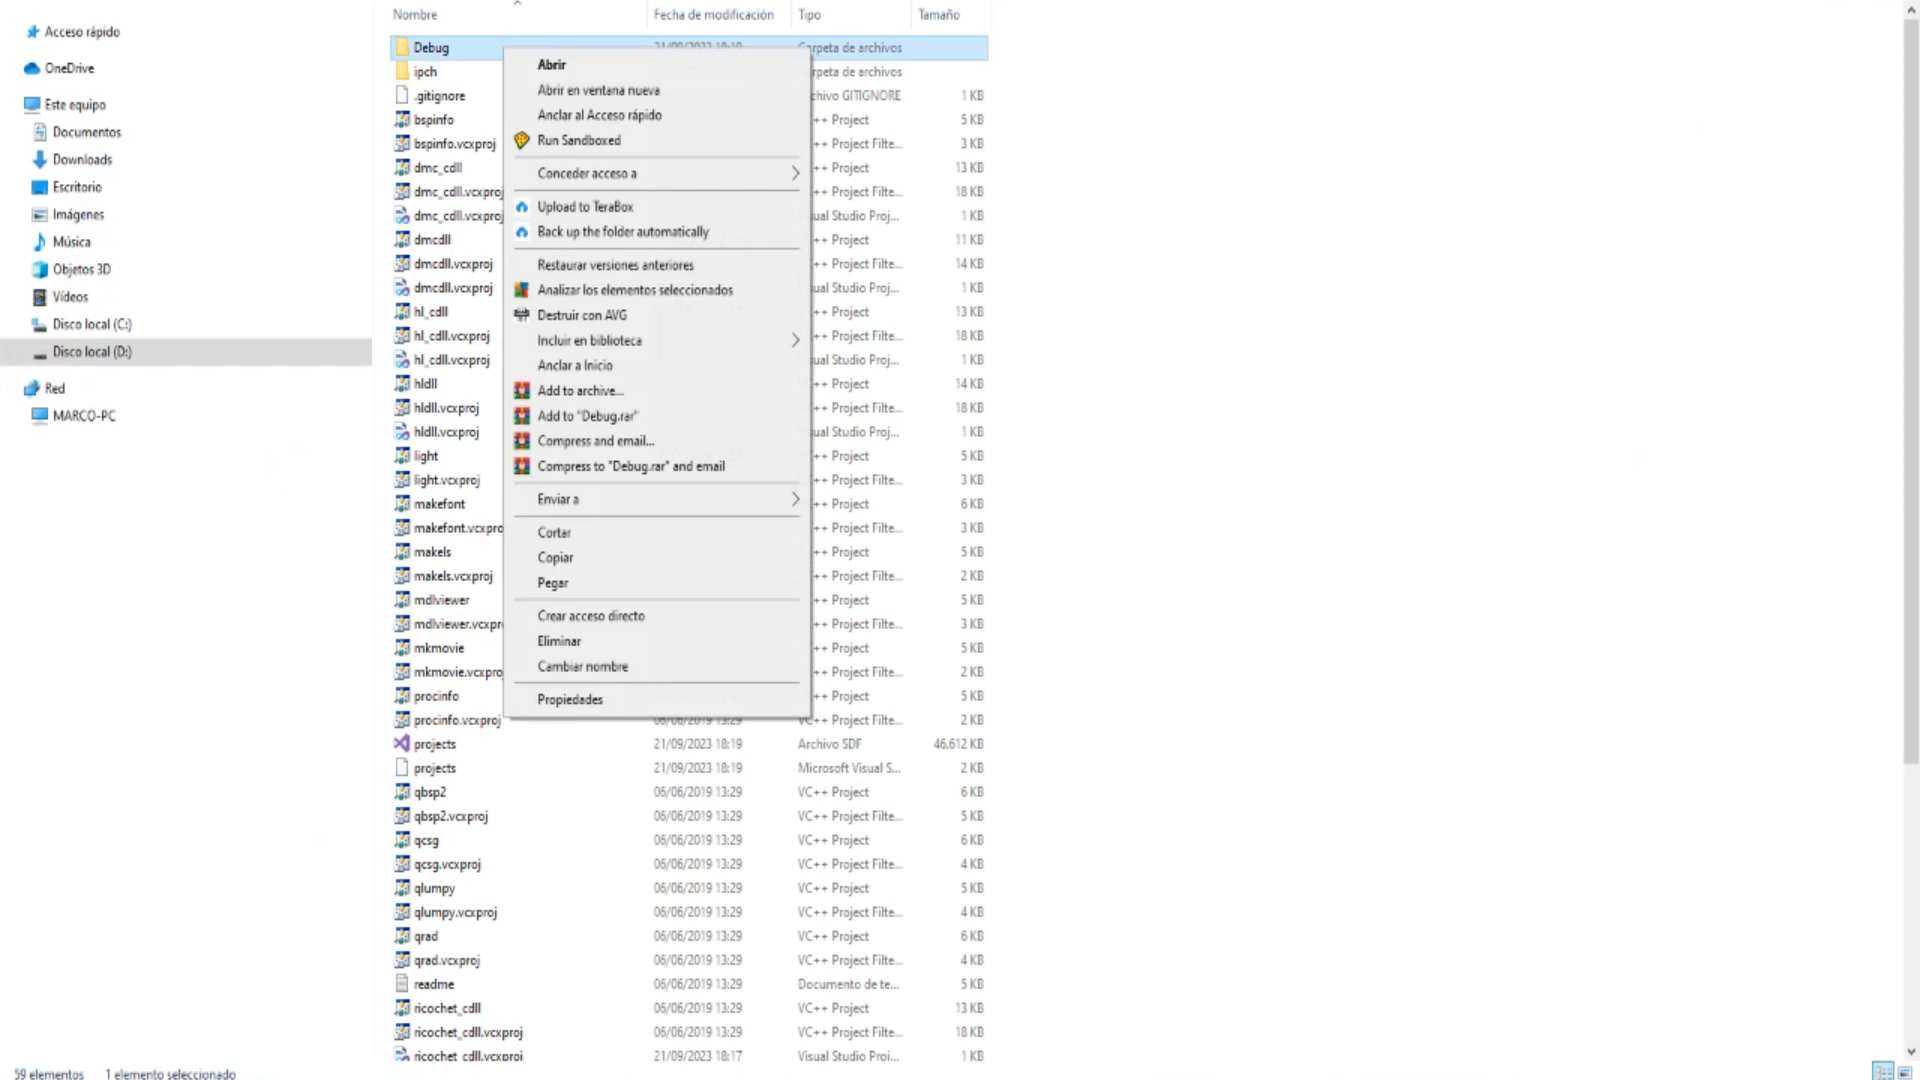 Acceso rápido
OneDrive
Este equipo
Documentos
Downloads
Escritorio
Imágenes
Música
Objetos 3D
Vídeos
Disco local (C:)
Disco local (D:)
Red
MARCO-PC
Nombre Fecha de modificación Tipo Tamaño
Debug 21/09/2023 18:19 Carpeta de archivos
ipch rpeta de archivos
.gitignore chivo GITIGNORE 1 KB
bspinfo ++ Project 5 KB
bspinfo.vcxproj ++ Project Filte... 3 KB
dmc_cdll ++ Project 13 KB
dmc_cdll.vcxproj ++ Project Filte... 18 KB
dmc_cdll.vcxproj ual Studio Proj... 1 KB
dmcdll ++ Project 11 KB
dmcdll.vcxproj ++ Project Filte... 14 KB
dmcdll.vcxproj ual Studio Proj... 1 KB
hl_cdll ++ Project 13 KB
hl_cdll.vcxproj ++ Project Filte... 18 KB
hl_cdll.vcxproj ual Studio Proj... 1 KB
hldll ++ Project 14 KB
hldll.vcxproj ++ Project Filte... 18 KB
hldll.vcxproj ual Studio Proj... 1 KB
light ++ Project 5 KB
light.vcxproj ++ Project Filte... 3 KB
makefont ++ Project 6 KB
makefont.vcxpro ++ Project Filte... 3 KB
makels ++ Project 5 KB
makels.vcxproj ++ Project Filte... 2 KB
mdlviewer ++ Project 5 KB
mdlviewer.vcxpr ++ Project Filte... 3 KB
mkmovie ++ Project 5 KB
mkmovie.vcxpro ++ Project Filte... 2 KB
procinfo ++ Project 5 KB
procinfo.vcxproj 06/06/2019 13:29 VC++ Project Filte... 2 KB
projects 21/09/2023 18:19 Archivo SDF 46.612 KB
projects 21/09/2023 18:19 Microsoft Visual S... 2 KB
qbsp2 06/06/2019 13:29 VC++ Project 6 KB
qbsp2.vcxproj 06/06/2019 13:29 VC++ Project Filte... 5 KB
qcsg 06/06/2019 13:29 VC++ Project 6 KB
qcsg.vcxproj 06/06/2019 13:29 VC++ Project Filte... 4 KB
qlumpy 06/06/2019 13:29 VC++ Project 5 KB
qlumpy.vcxproj 06/06/2019 13:29 VC++ Project Filte... 4 KB
qrad 06/06/2019 13:29 VC++ Project 6 KB
qrad.vcxproj 06/06/2019 13:29 VC++ Project Filte... 4 KB
readme 06/06/2019 13:29 Documento de te... 5 KB
ricochet_cdll 06/06/2019 13:29 VC++ Project 13 KB
ricochet_cdll.vcxproj 06/06/2019 13:29 VC++ Project Filte... 18 KB
ricochet_cdll.vcxproj 21/09/2023 18:17 Visual Studio Proj... 1 KB
Abrir
Abrir en ventana nueva
Anclar al Acceso rápido
Run Sandboxed
Conceder acceso a
Upload to TeraBox
Back up the folder automatically
Restaurar versiones anteriores
Analizar los elementos seleccionados
Destruir con AVG
Incluir en biblioteca
Anclar a Inicio
Add to archive...
Add to "Debug.rar"
Compress and email...
Compress to "Debug.rar" and email
Enviar a
Cortar
Copiar
Pegar
Crear acceso directo
Eliminar
Cambiar nombre
Propiedades
59 elementos 1 elemento seleccionado